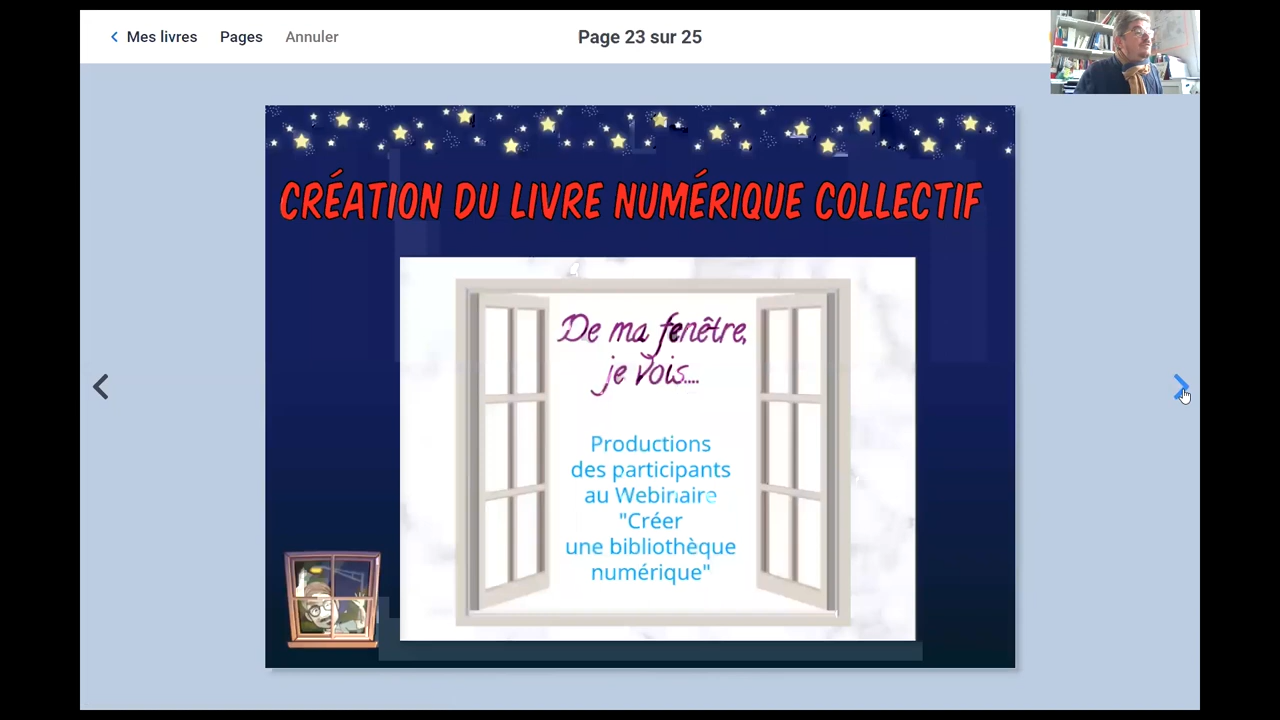 Mes livres Pages Annuler Page 23 sur 25
CRÉATION DU LIVRE NUMÉRIQUE COLLECTIF
De ma fenêtre,
je vois....
Productions
des participants
au Webinaire
"Créer
une bibliothèque
numérique"